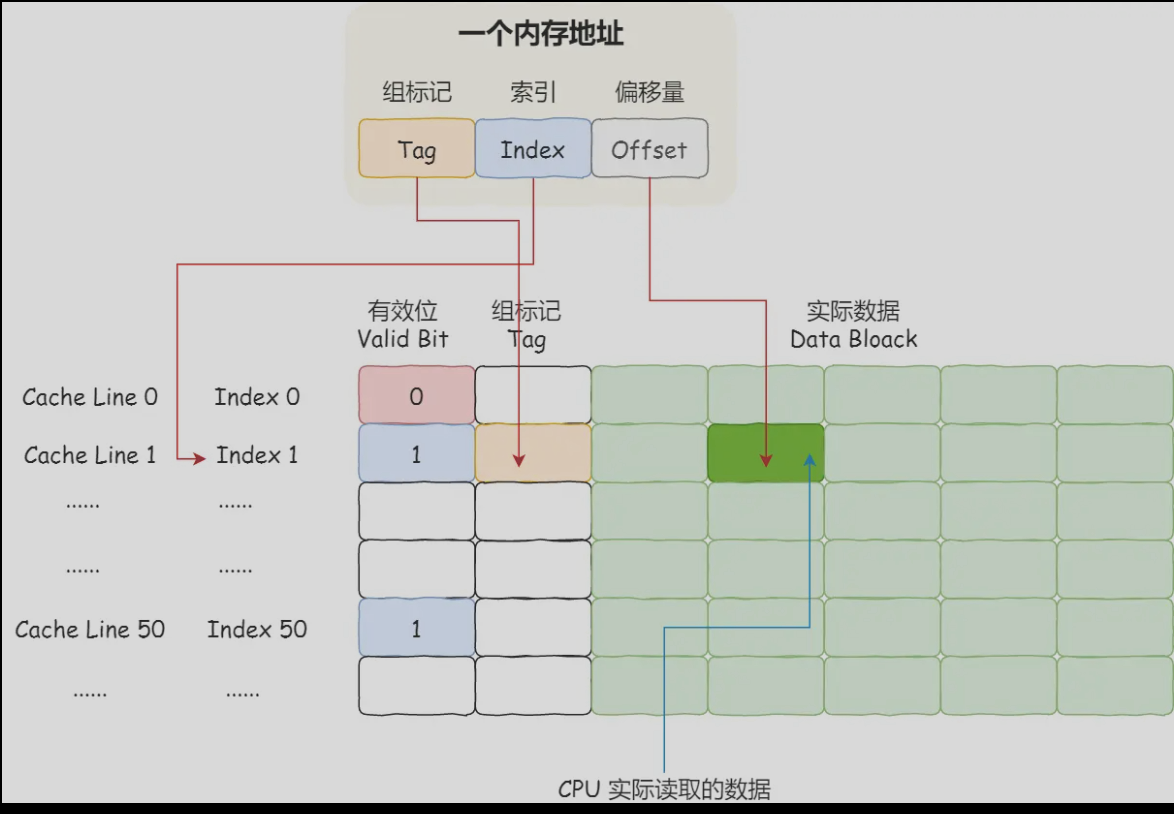 一个内存地址
组标记 索引 偏移量
Tag Index Offset
有效位 组标记 实际数据
Valid Bit Tag Data Bloack
Cache Line 0 Index 0 0
Cache Line 1 Index 1 1
...... ......
...... ......
Cache Line 50 Index 50 1
...... ......
CPU 实际读取的数据